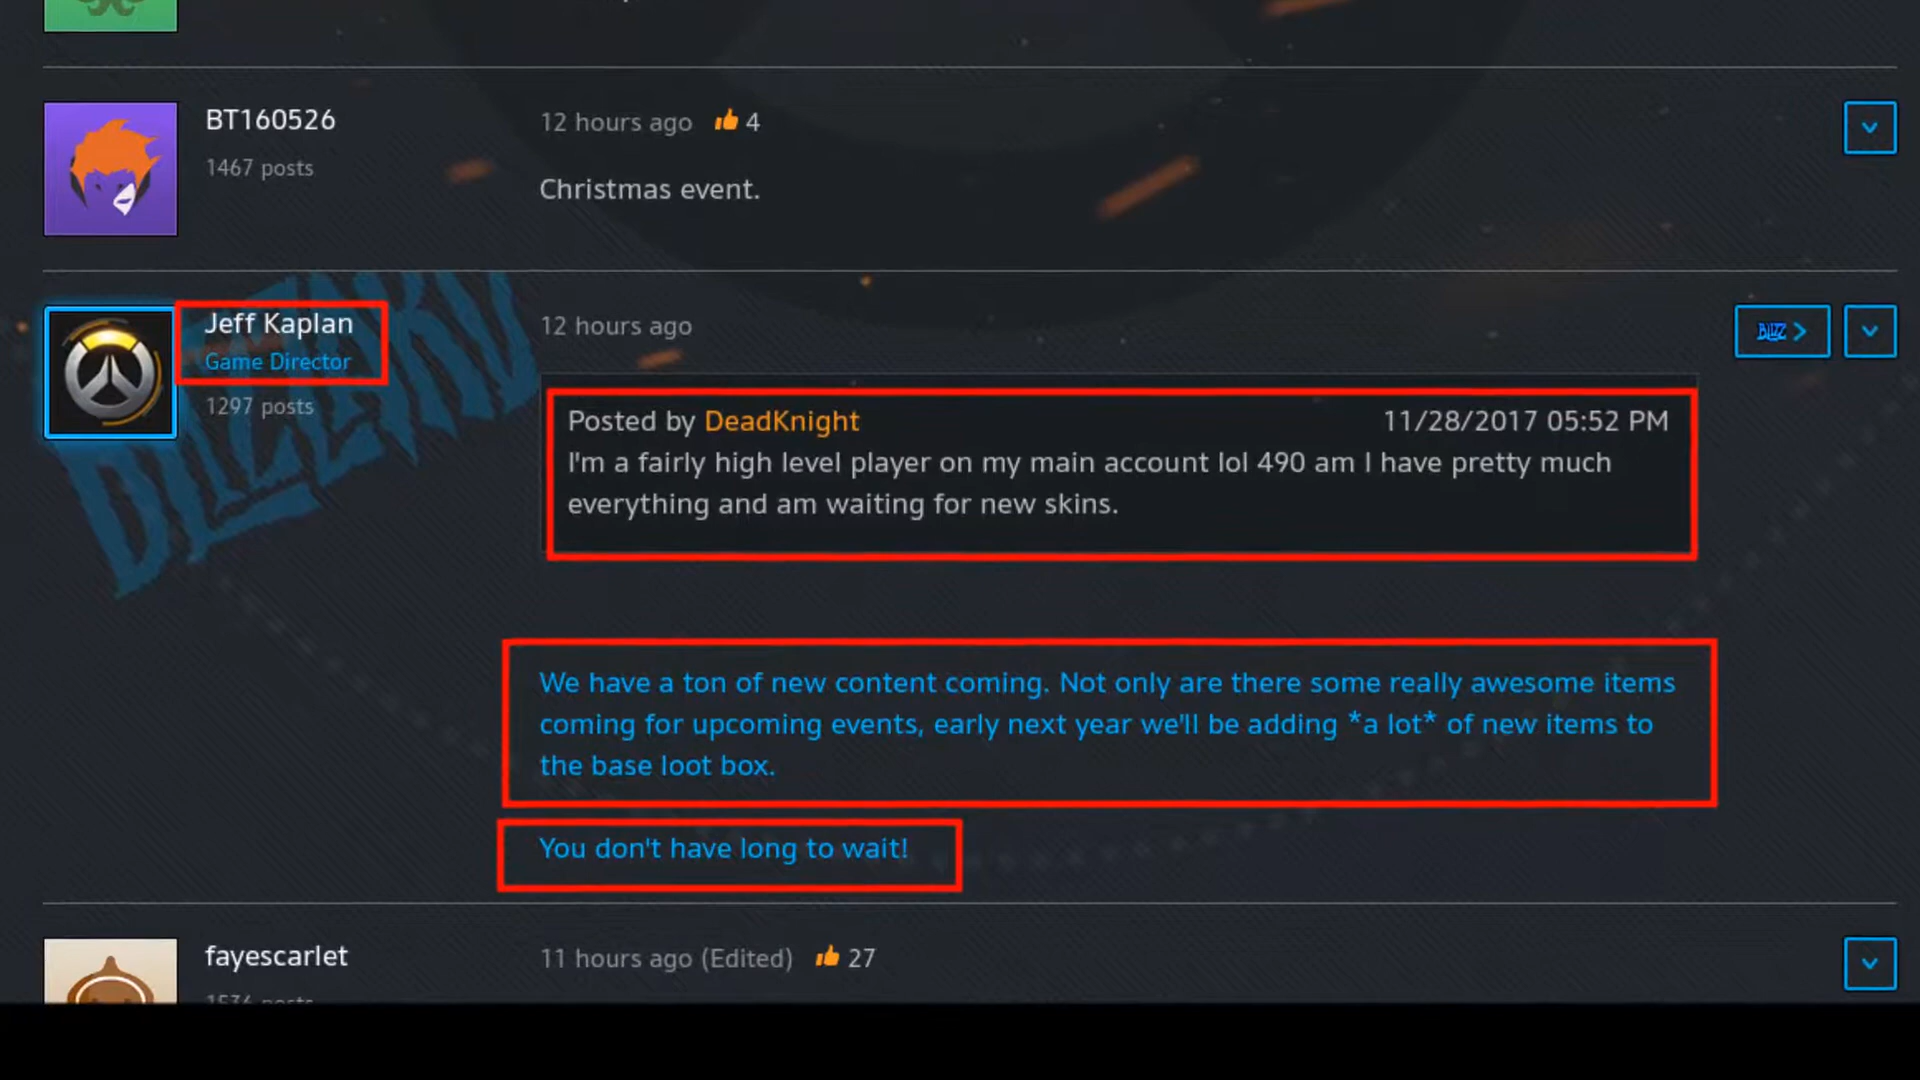 BT160526
1467 posts
12 hours ago 4
Christmas event.
Jeff Kaplan
Game Director
1297 posts
12 hours ago
BLIZZ
BLIZZARD
Posted by DeadKnight 11/28/2017 05:52 PM
I'm a fairly high level player on my main account lol 490 am I have pretty much
everything and am waiting for new skins.
We have a ton of new content coming. Not only are there some really awesome items
coming for upcoming events, early next year we'll be adding *a lot* of new items to
the base loot box.
You don't have long to wait!
fayescarlet
1536 posts
11 hours ago (Edited) 27